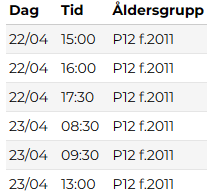 Dag Tid Åldersgrupp
22/04 15:00 P12 f.2011
22/04 16:00 P12 f.2011
22/04 17:30 P12 f.2011
23/04 08:30 P12 f.2011
23/04 09:30 P12 f.2011
23/04 13:00 P12 f.2011